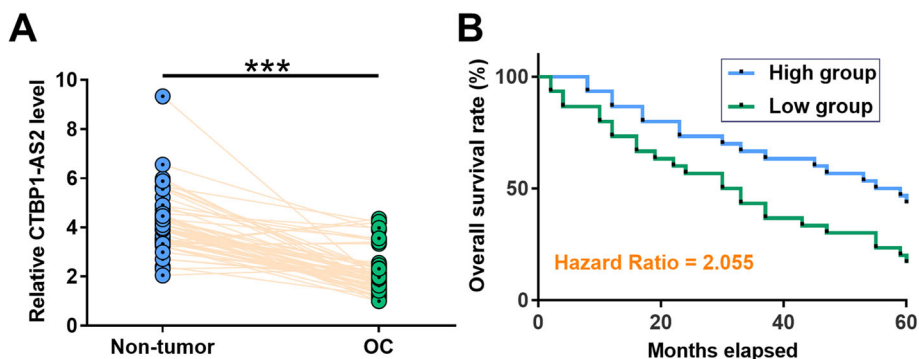 A
Relative CTBP1-AS2 level
10
8
6
4
2
0
***
Non-tumor
OC
B
Overall survival rate (%)
100
50
0
High group
Low group
Hazard Ratio = 2.055
0
20
40
60
Months elapsed